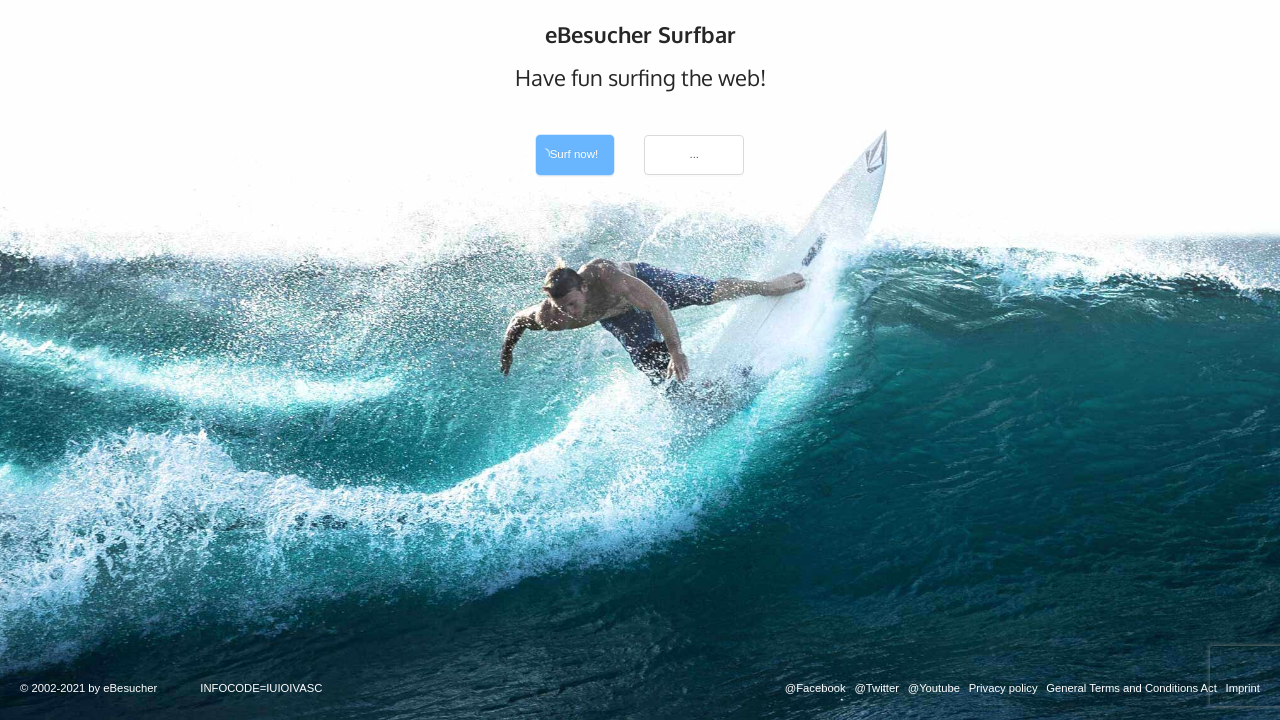 eBesucher Surfbar
Have fun surfing the web!
Surf now!
...
© 2002-2021 by eBesucher INFOCODE=IUIOIVASC @Facebook @Twitter @Youtube Privacy policy General Terms and Conditions Act Imprint